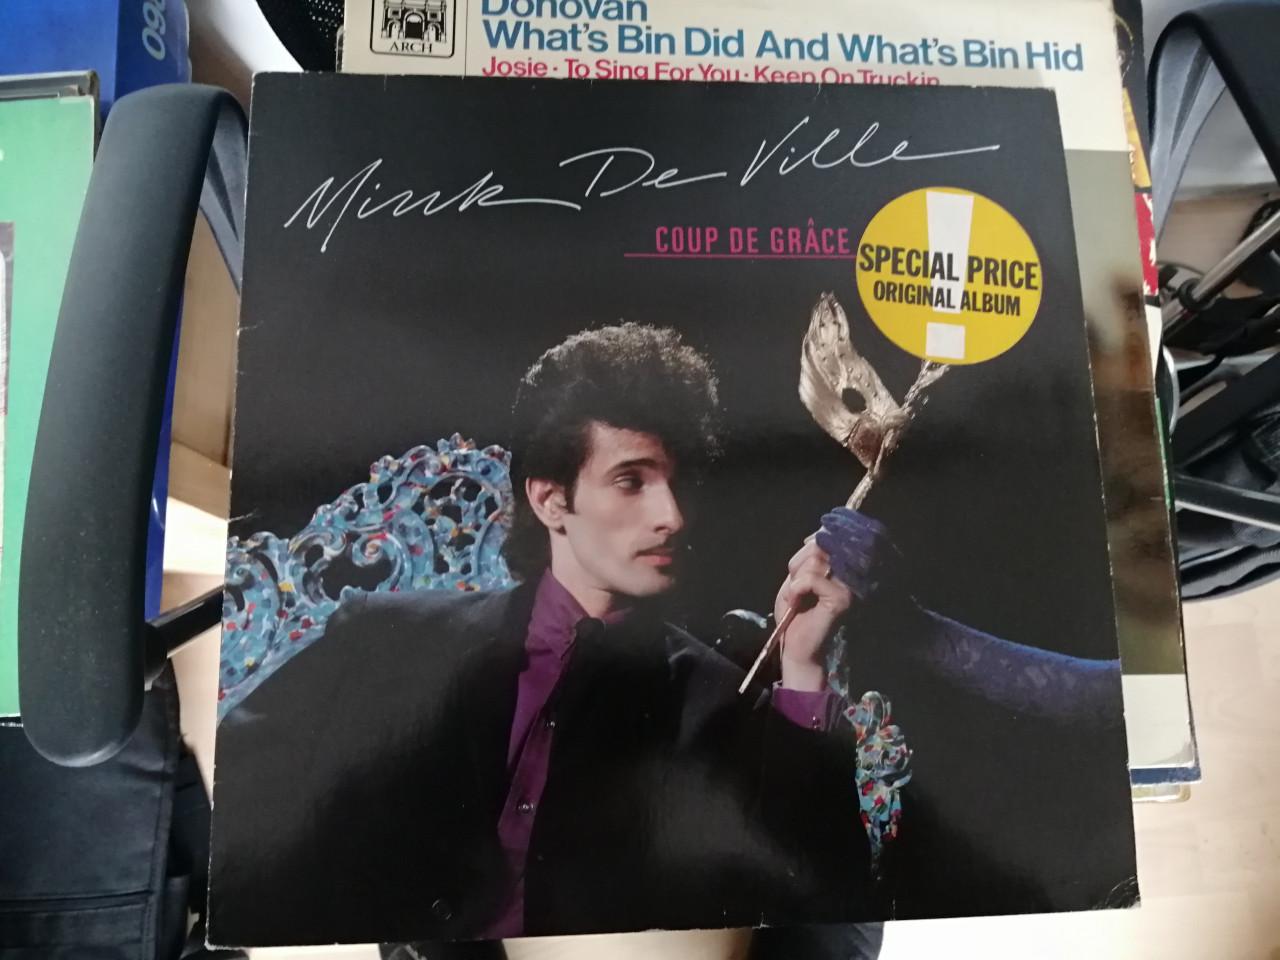 Donovan
What's Bin Did And What's Bin Hid
Josie · To Sing For You · Keep On Truckin
ARCH
Mink De Ville
COUP DE GRÂCE
SPECIAL PRICE
ORIGINAL ALBUM